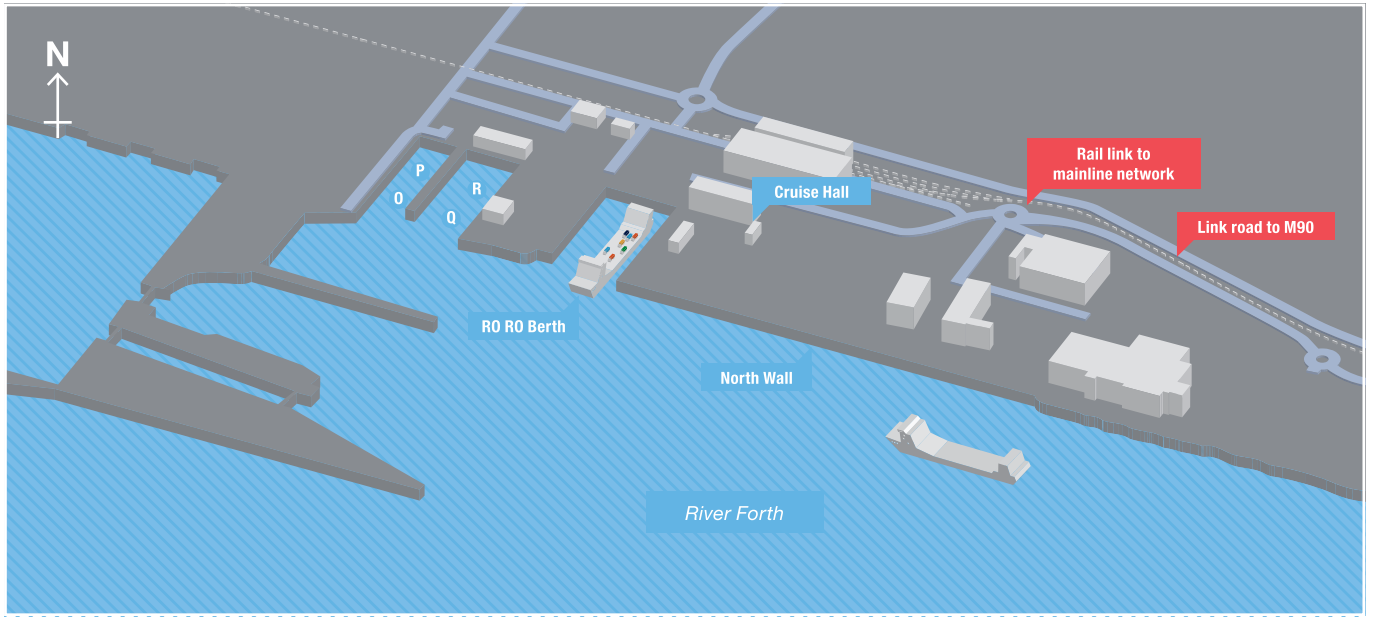 N
P
O
R
Q
Cruise Hall
Rail link to
mainline network
Link road to M90
RO RO Berth
North Wall
River Forth